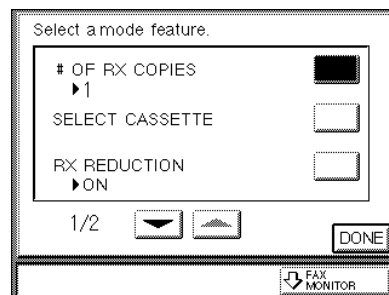 Select a mode feature.
# OF RX COPIES
▶1
SELECT CASSETTE
RX REDUCTION
▶ON
1/2
DONE
FAX
MONITOR